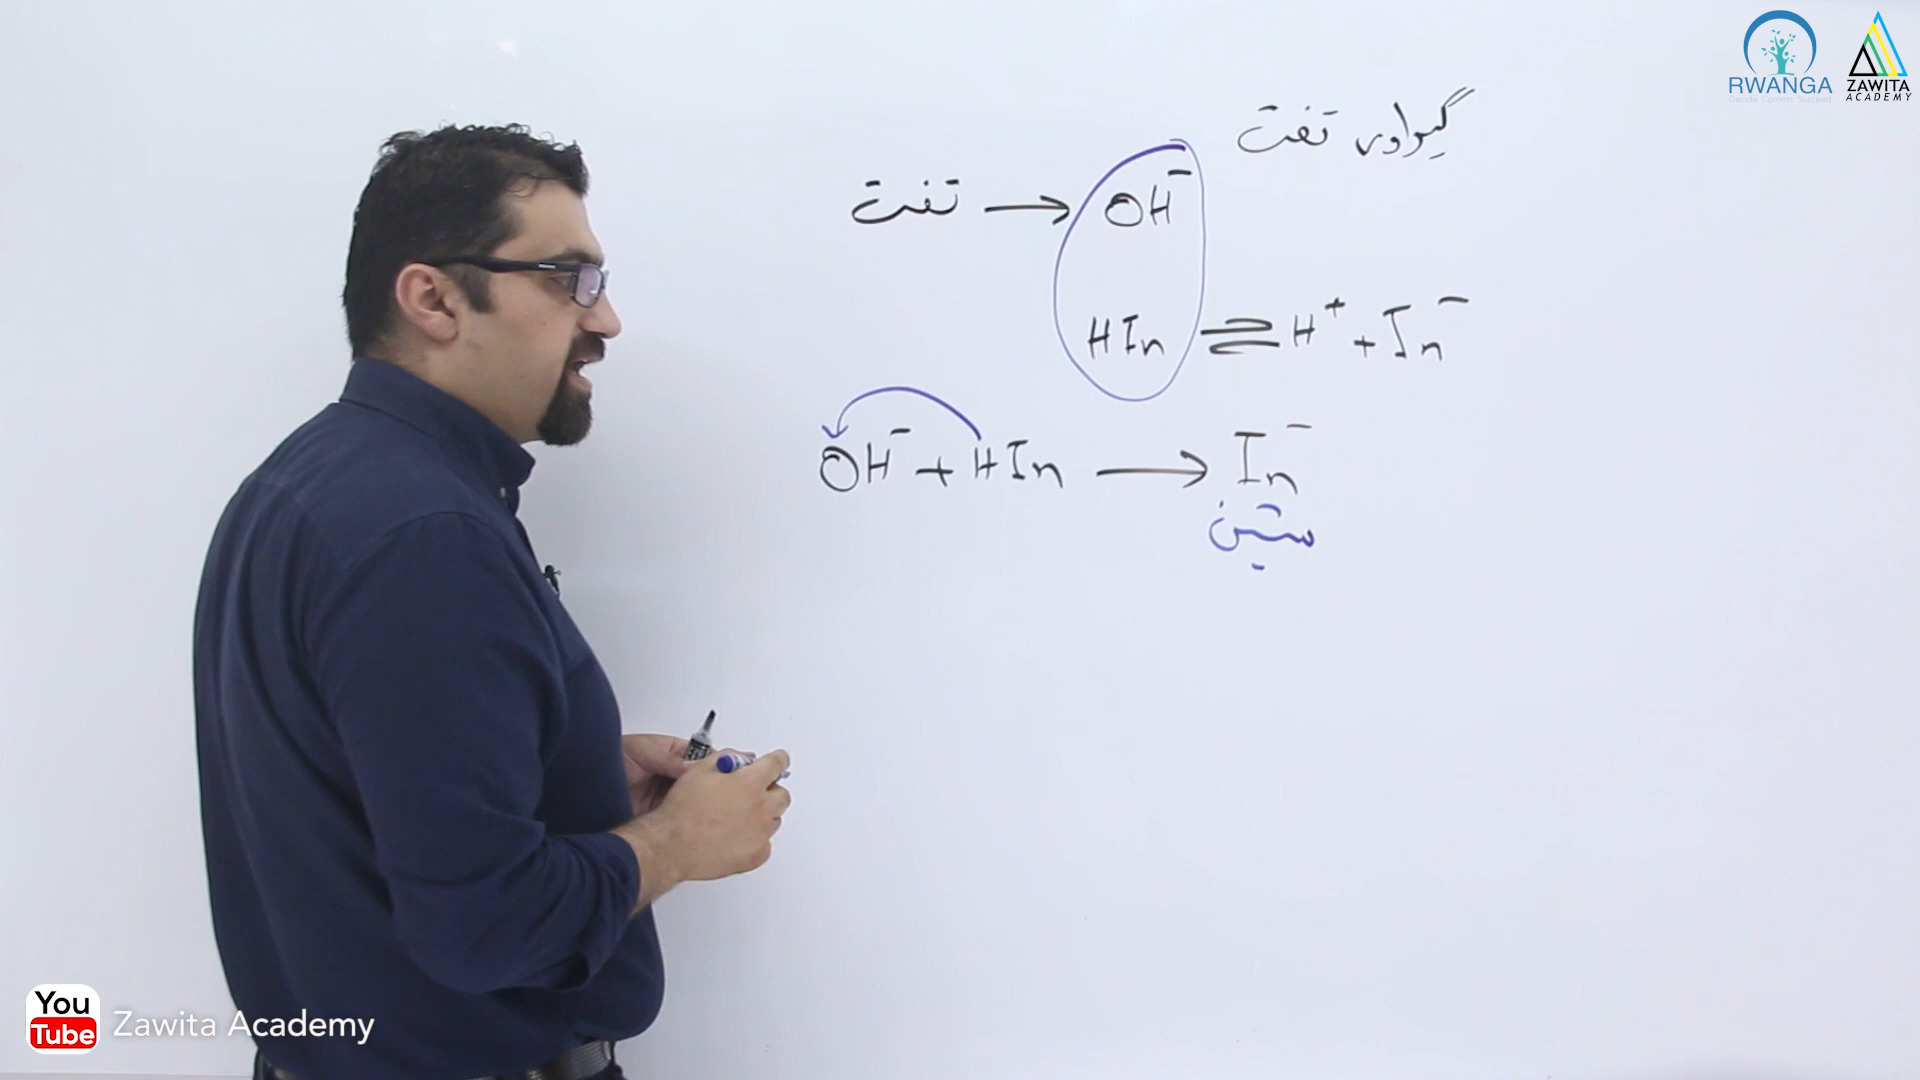 گیراوێ تفت
تفت → OH⁻
HIn ⇌ H⁺ + In⁻
OH⁻ + HIn → In⁻
شین
RWANGA
Decide. Commit. Succeed.
ZAWITA
ACADEMY
You
Tube
Zawita Academy